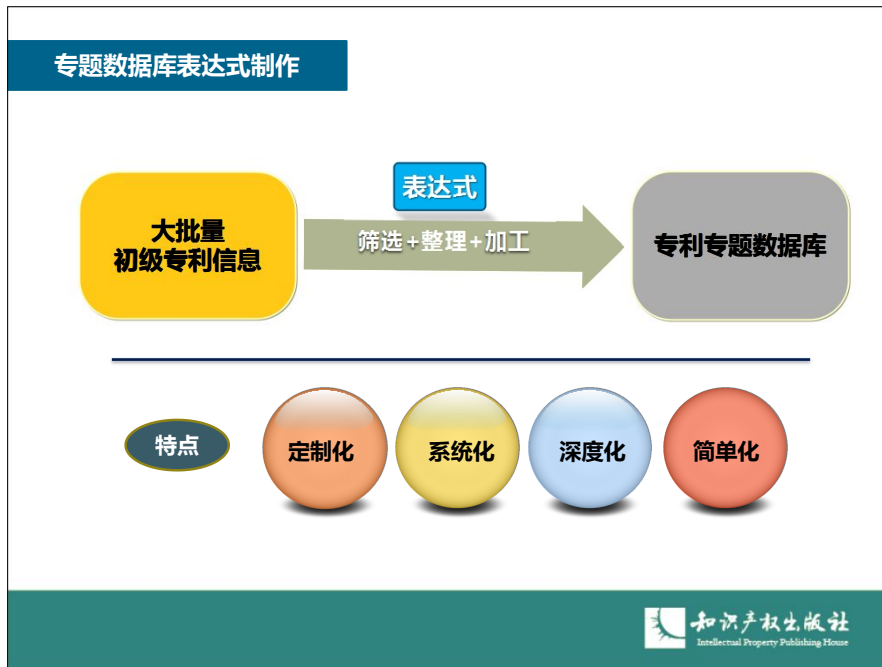 专题数据库表达式制作
表达式
大批量
初级专利信息
筛选+整理+加工
专利专题数据库
特点
定制化
系统化
深度化
简单化
知识产权出版社
Intellectual Property Publishing House